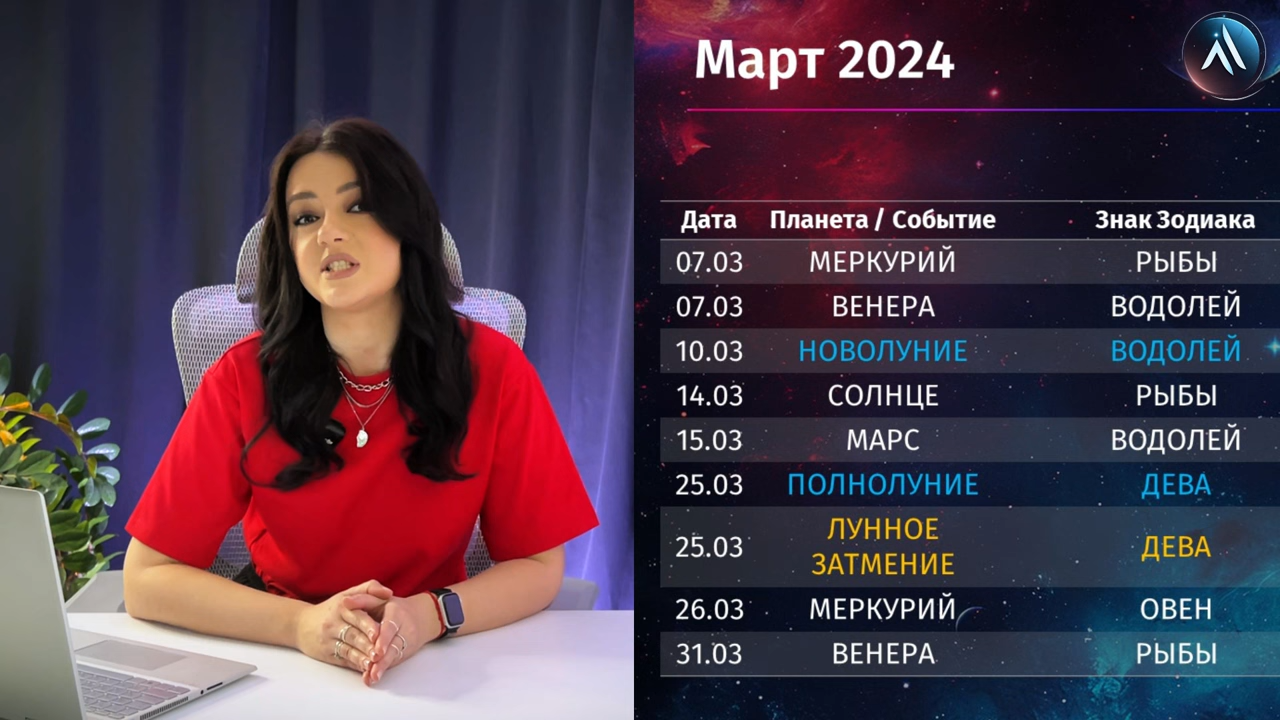 Март 2024
Дата Планета / Событие Знак Зодиака
07.03 МЕРКУРИЙ РЫБЫ
07.03 ВЕНЕРА ВОДОЛЕЙ
10.03 НОВОЛУНИЕ ВОДОЛЕЙ
14.03 СОЛНЦЕ РЫБЫ
15.03 МАРС ВОДОЛЕЙ
25.03 ПОЛНОЛУНИЕ ДЕВА
25.03 ЛУННОЕ
ЗАТМЕНИЕ ДЕВА
26.03 МЕРКУРИЙ ОВЕН
31.03 ВЕНЕРА РЫБЫ